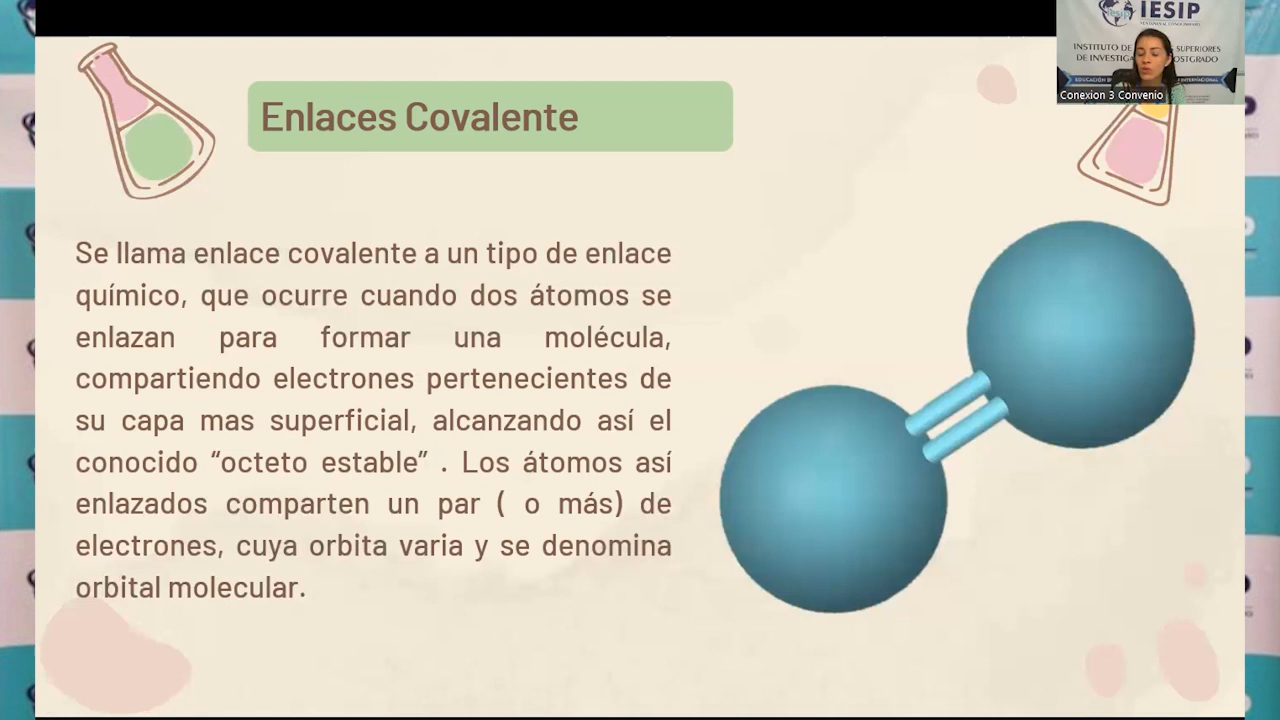 IESIP
INSTITUTO DE SUPERIORES
DE INVESTIGA POSTGRADO
Conexion 3 Convenio
Enlaces Covalente
Se llama enlace covalente a un tipo de enlace
químico, que ocurre cuando dos átomos se
enlazan para formar una molécula,
compartiendo electrones pertenecientes de
su capa mas superficial, alcanzando así el
conocido “octeto estable” . Los átomos así
enlazados comparten un par ( o más) de
electrones, cuya orbita varia y se denomina
orbital molecular.